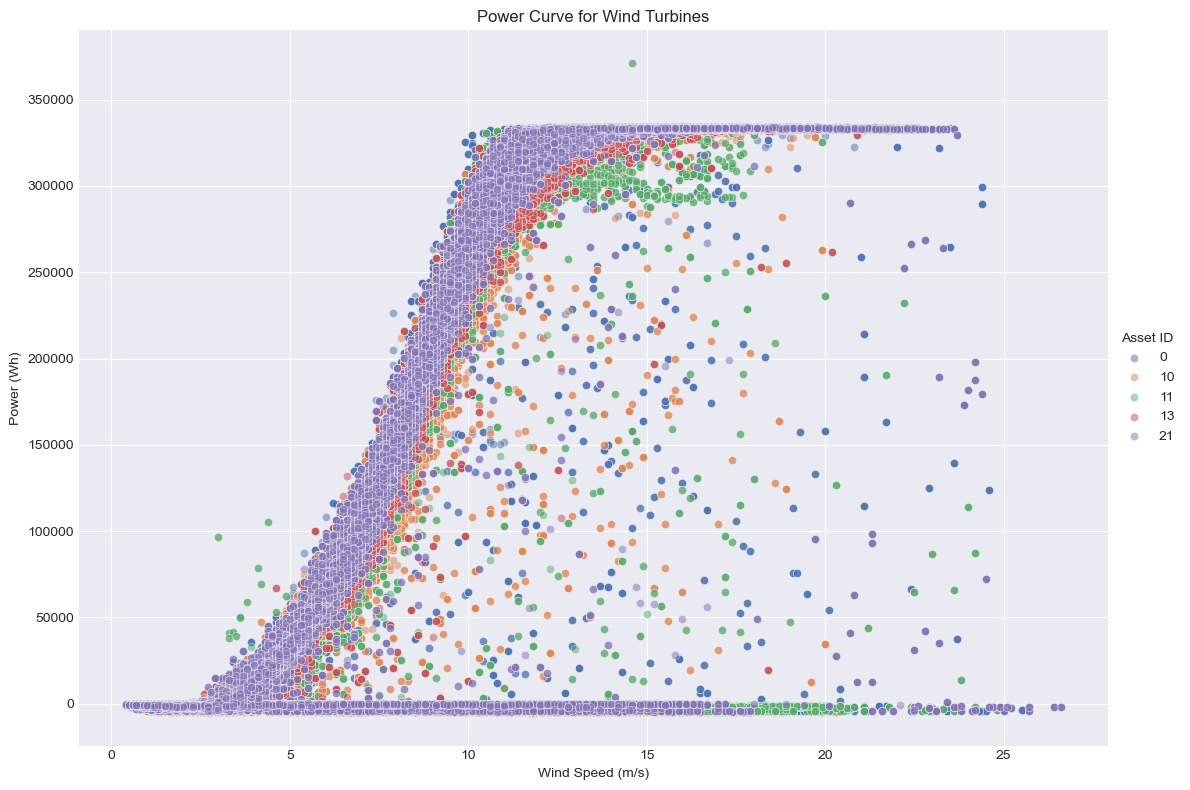 Power Curve for Wind Turbines
350000
300000
250000
200000
150000
100000
50000
0
Power (Wh)
0 5 10 15 20 25
Wind Speed (m/s)
Asset ID
0
10
11
13
21